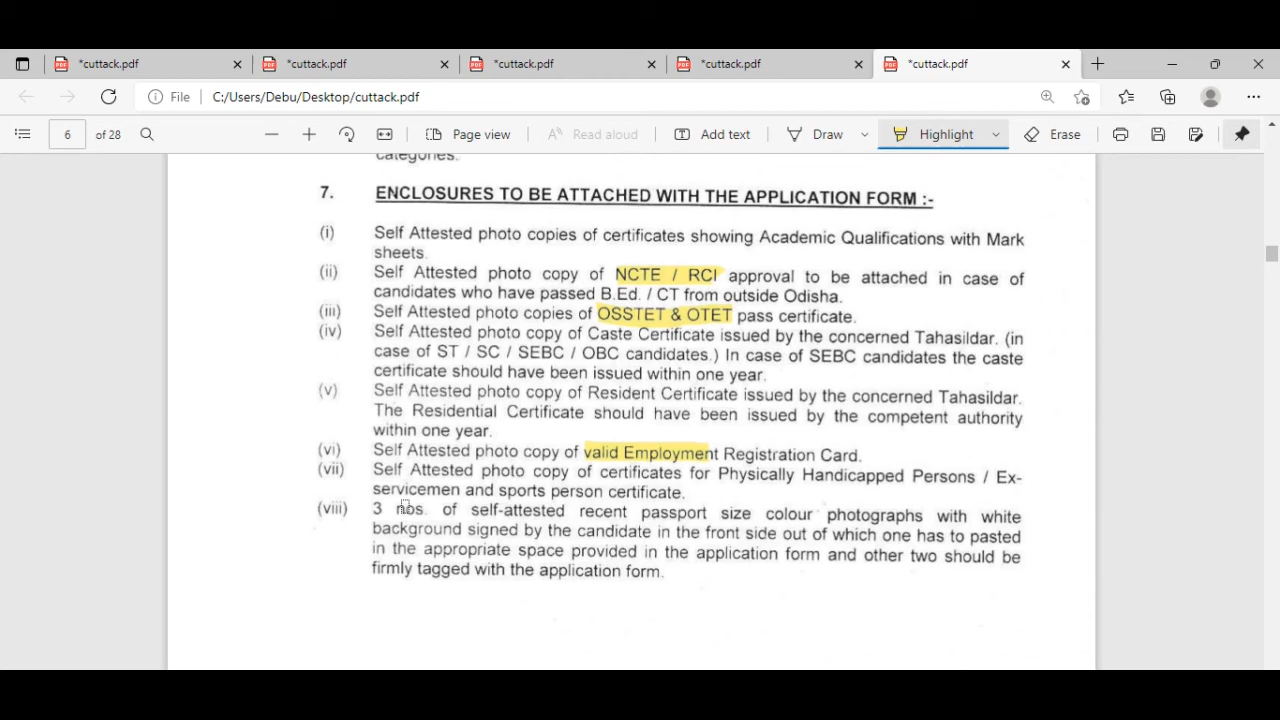 *cuttack.pdf *cuttack.pdf *cuttack.pdf *cuttack.pdf *cuttack.pdf
File C:/Users/Debu/Desktop/cuttack.pdf
6 of 28 Page view Read aloud Add text Draw Highlight Erase
categories.
7. ENCLOSURES TO BE ATTACHED WITH THE APPLICATION FORM :-
(i) Self Attested photo copies of certificates showing Academic Qualifications with Mark
sheets.
(ii) Self Attested photo copy of NCTE / RCI approval to be attached in case of
candidates who have passed B.Ed. / CT from outside Odisha.
(iii) Self Attested photo copies of OSSTET & OTET pass certificate.
(iv) Self Attested photo copy of Caste Certificate issued by the concerned Tahasildar. (in
case of ST / SC / SEBC / OBC candidates.) In case of SEBC candidates the caste
certificate should have been issued within one year.
(v) Self Attested photo copy of Resident Certificate issued by the concerned Tahasildar.
The Residential Certificate should have been issued by the competent authority
within one year.
(vi) Self Attested photo copy of valid Employment Registration Card.
(vii) Self Attested photo copy of certificates for Physically Handicapped Persons / Ex-
servicemen and sports person certificate.
(viii) 3 nos. of self-attested recent passport size colour photographs with white
background signed by the candidate in the front side out of which one has to pasted
in the appropriate space provided in the application form and other two should be
firmly tagged with the application form.